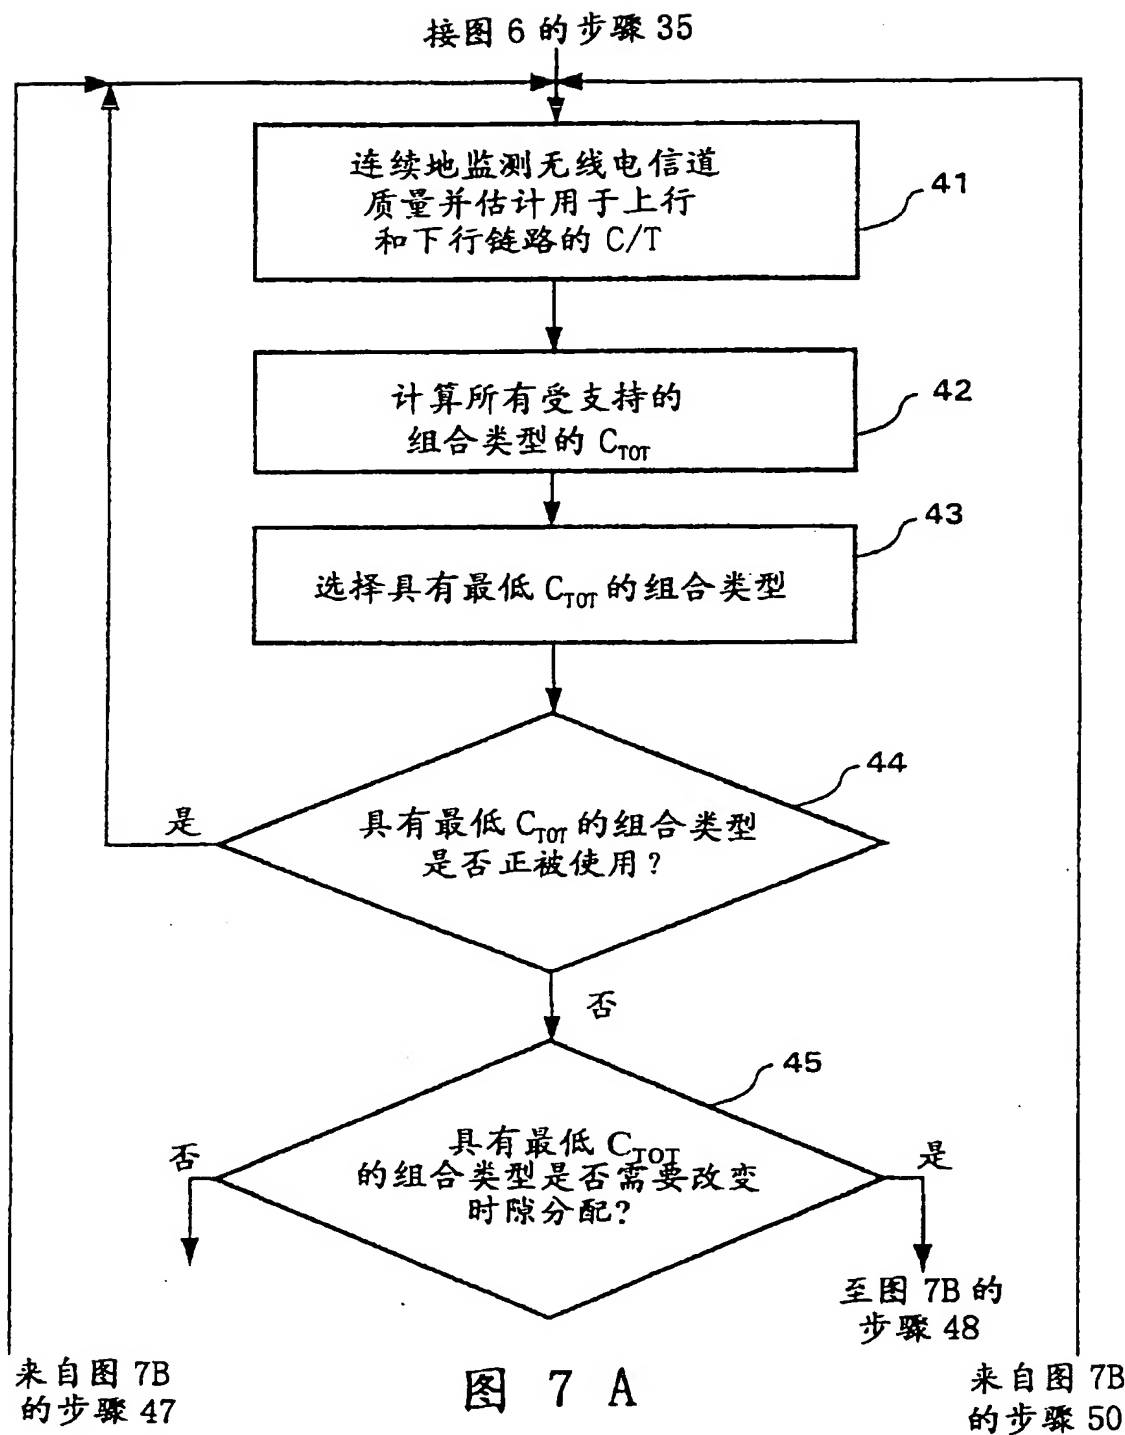 接图 6 的步骤 35
连续地监测无线电信道
质量并估计用于上行
和下行链路的 C/T
41
计算所有受支持的
组合类型的 C_TOT
42
43
选择具有最低 C_TOT 的组合类型
44
是
具有最低 C_TOT 的组合类型
是否正被使用？
否
45
否
具有最低 C_TOT
的组合类型是否需要改变
时隙分配？
是
至图 7B 的
步骤 48
来自图 7B
的步骤 47
图 7 A
来自图 7B
的步骤 50